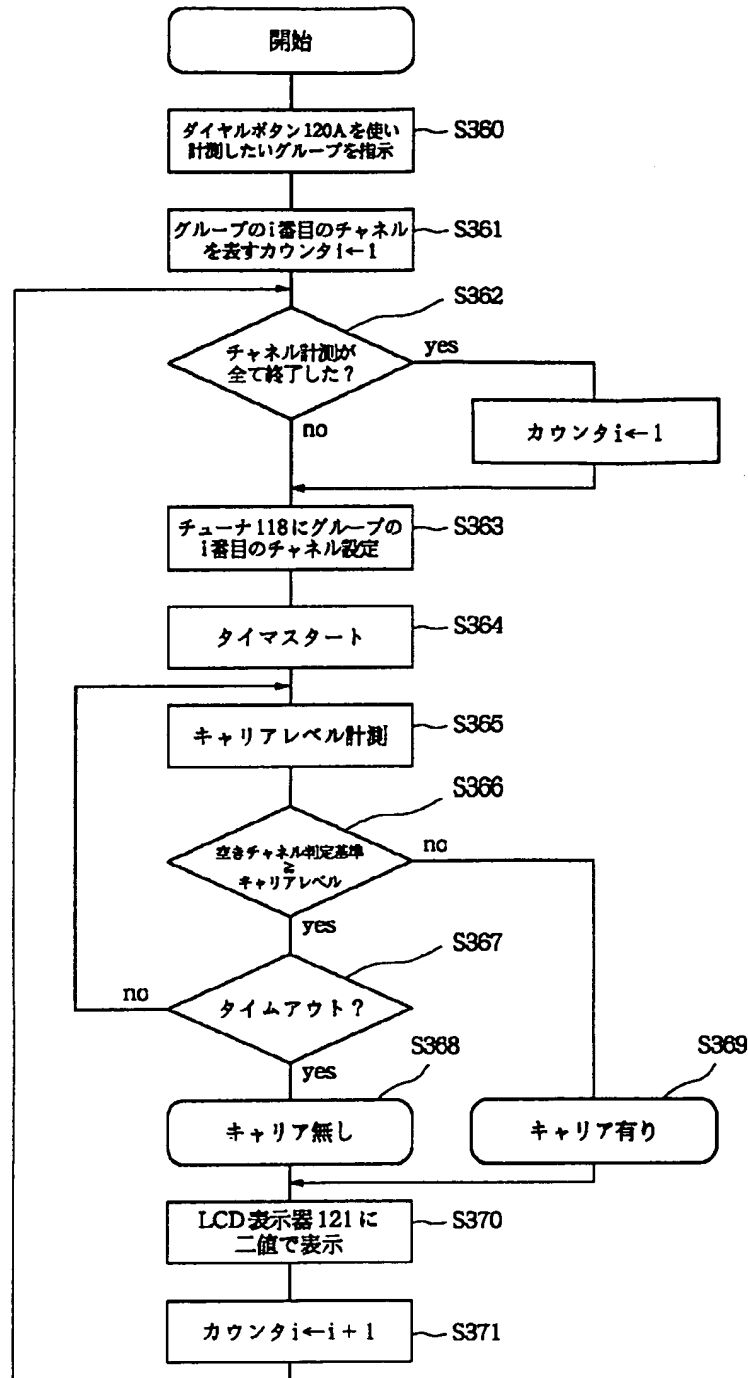 開始
ダイヤルボタン120Aを使い
計測したいグループを指示
S360
グループのi番目のチャネル
を表すカウンタi←1
S361
S362
チャネル計測が
全て終了した？
yes
no
カウンタi←1
チューナ118にグループの
i番目のチャネル設定
S363
タイマスタート
S364
キャリアレベル計測
S365
S366
空きチャネル判定基準
≧
キャリアレベル
no
yes
S367
タイムアウト？
no
yes
S368
S369
キャリア無し
キャリア有り
LCD表示器121に
二値で表示
S370
カウンタi←i+1
S371